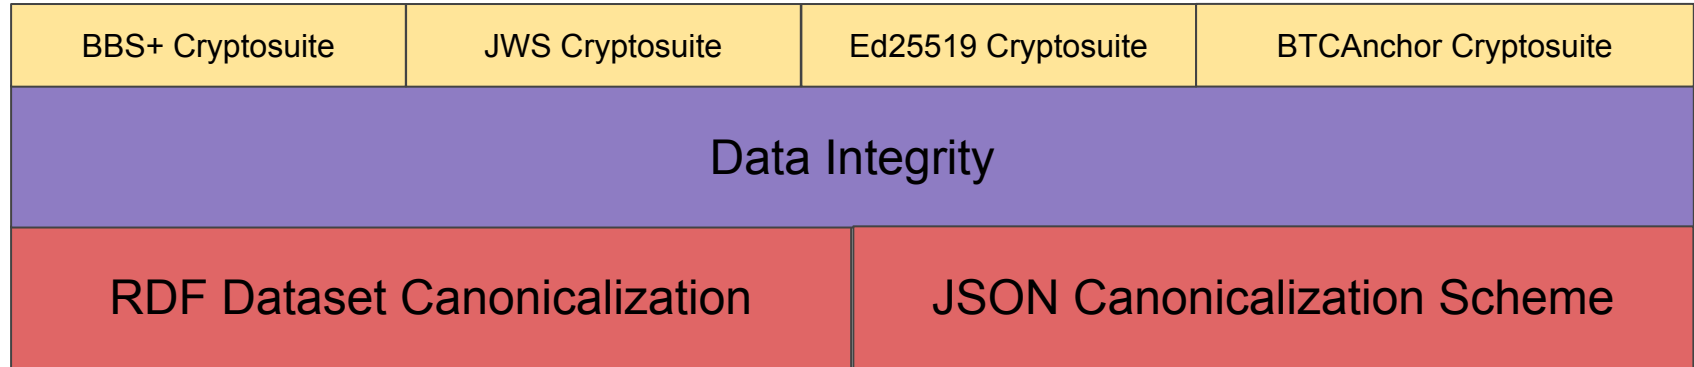 BBS+ Cryptosuite
JWS Cryptosuite
Ed25519 Cryptosuite
BTCAnchor Cryptosuite
Data Integrity
RDF Dataset Canonicalization
JSON Canonicalization Scheme